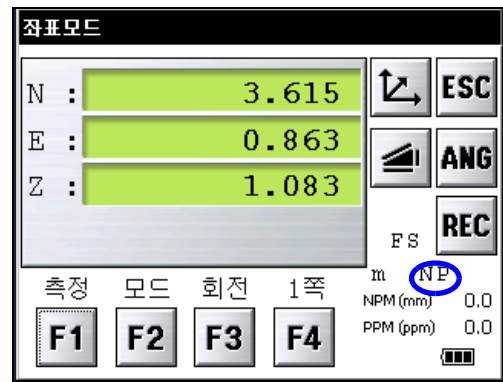 좌표모드
N : 3.615
E : 0.863
Z : 1.083
ESC
ANG
REC
FS
m NP
NPM (mm) 0.0
PPM (ppm) 0.0
측정 모드 회전 1쪽
F1 F2 F3 F4